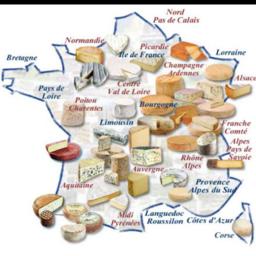 Nord
Pas de Calais
Normandie
Picardie
Ile de France
Bretagne
Lorraine
Champagne
Ardennes
Alsace
Pays de
Loire
Centre
Val de Loire
Poitou
Charentes
Bourgogne
Limousin
Franche
Comté
Alpes
Pays de
Savoie
Rhône
Alpes
Auvergne
Aquitaine
Provence
Alpes du Sud
Midi
Pyrénées
Languedoc
Roussilon
Côtes d'Azur
Corse